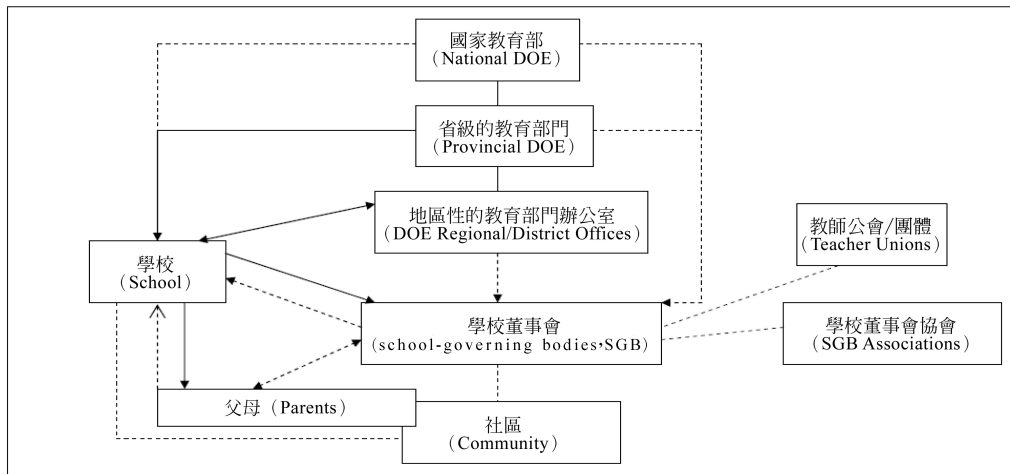 國家教育部
（National DOE）
省級的教育部門
（Provincial DOE）
地區性的教育部門辦公室
（DOE Regional/District Offices）
教師公會/團體
（Teacher Unions）
學校
（School）
學校董事會
（school-governing bodies，SGB）
學校董事會協會
（SGB Associations）
父母（Parents）
社區
（Community）